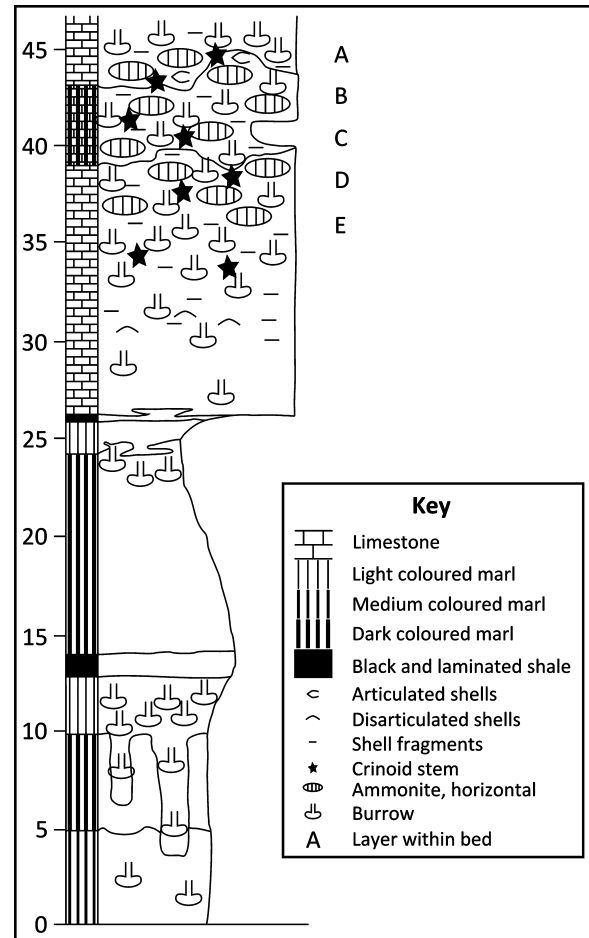 45
40
35
30
25
20
15
10
5
0
A
B
C
D
E
Key
Limestone
Light coloured marl
Medium coloured marl
Dark coloured marl
Black and laminated shale
Articulated shells
Disarticulated shells
Shell fragments
Crinoid stem
Ammonite, horizontal
Burrow
A Layer within bed